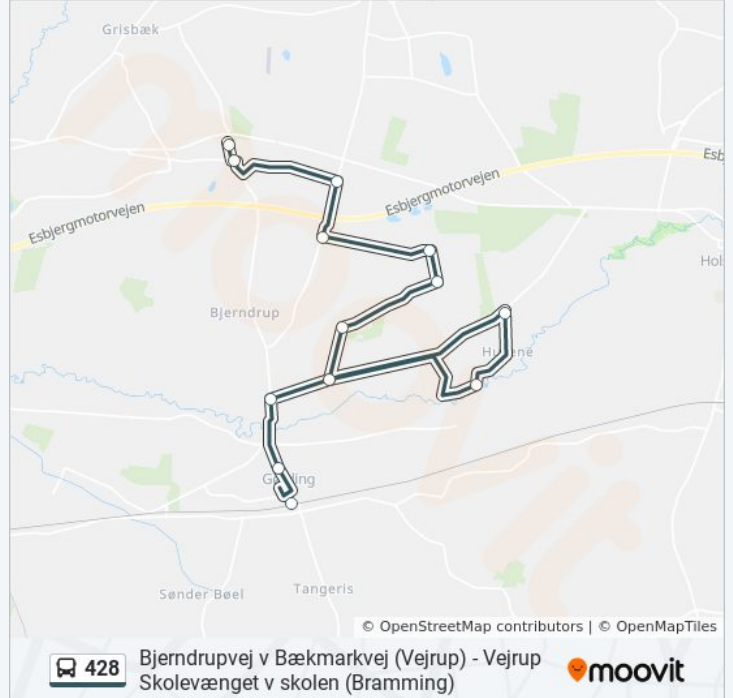 Grisbæk
Esbjergmotorvejen
Esb
Esbjergmotorvejen
Hol
Bjerndrup
Sønder Bøel
Tangeris
© OpenStreetMap contributors | © OpenMapTiles
428
Bjerndrupvej v Bækmarkvej (Vejrup) - Vejrup
Skolevænget v skolen (Bramming)
moovit